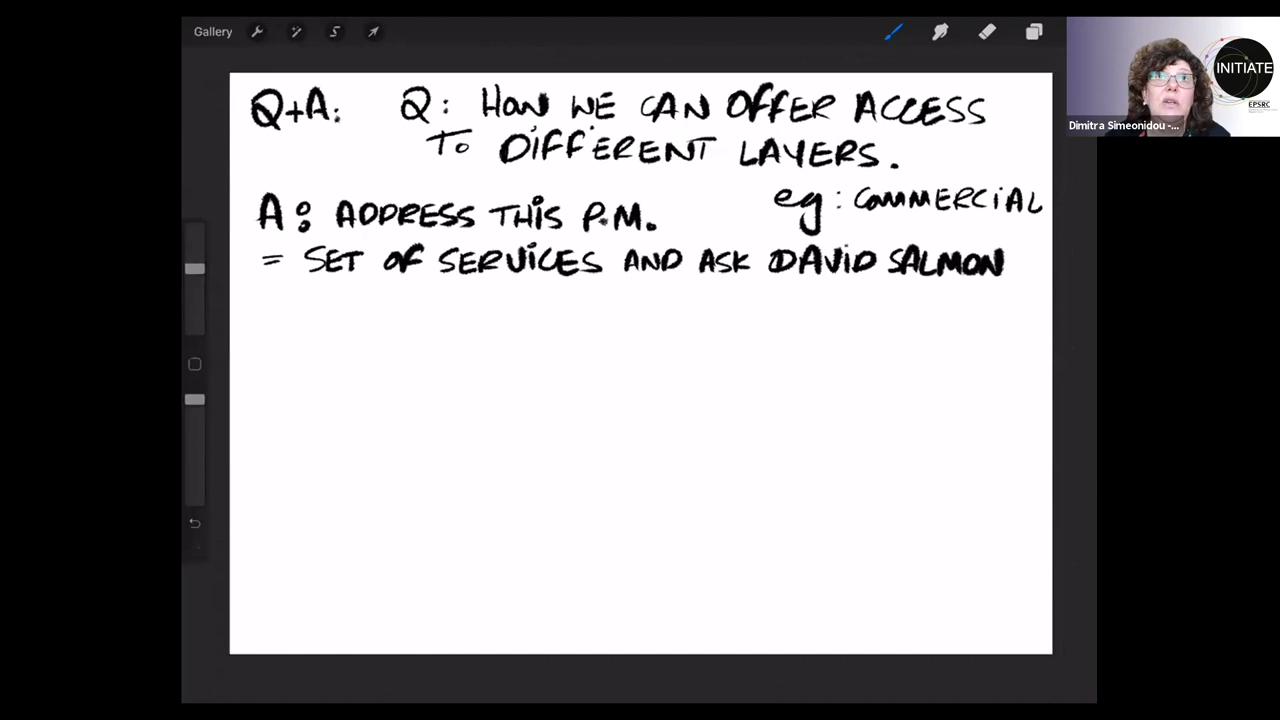 Gallery
INITIATE
EPSRC
Dimitra Simeonidou -...
Q+A: Q: HOW WE CAN OFFER ACCESS
TO DIFFERENT LAYERS.
eg: COMMERCIAL
A: ADDRESS THIS P.M.
= SET OF SERVICES AND ASK DAVID SALMON